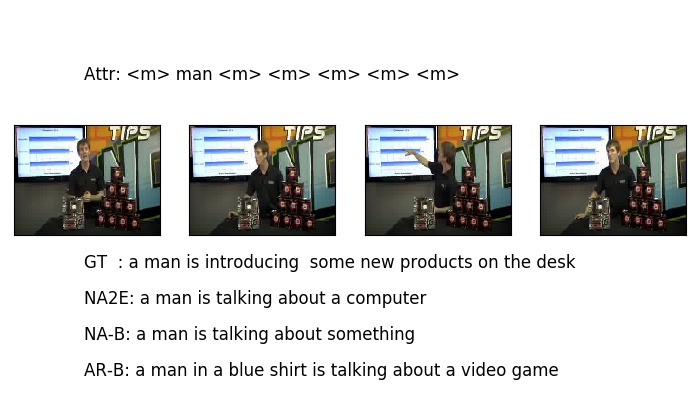 Attr: <m> man <m> <m> <m> <m> <m>
TIPS TIPS TIPS TIPS
GT : a man is introducing some new products on the desk
NA2E: a man is talking about a computer
NA-B: a man is talking about something
AR-B: a man in a blue shirt is talking about a video game